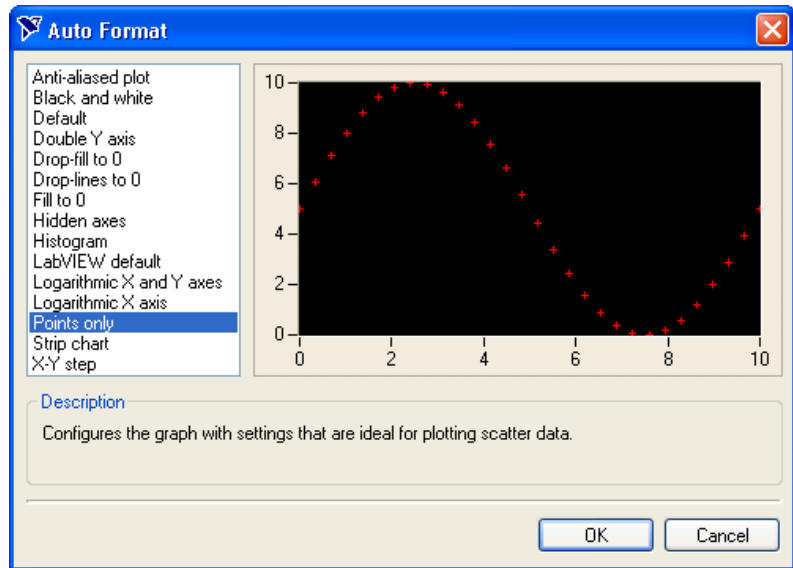 Auto Format
Anti-aliased plot
Black and white
Default
Double Y axis
Drop-fill to 0
Drop-lines to 0
Fill to 0
Hidden axes
Histogram
LabVIEW default
Logarithmic X and Y axes
Logarithmic X axis
Points only
Strip chart
X-Y step
10
8
6
4
2
0
0 2 4 6 8 10
Description
Configures the graph with settings that are ideal for plotting scatter data.
OK Cancel